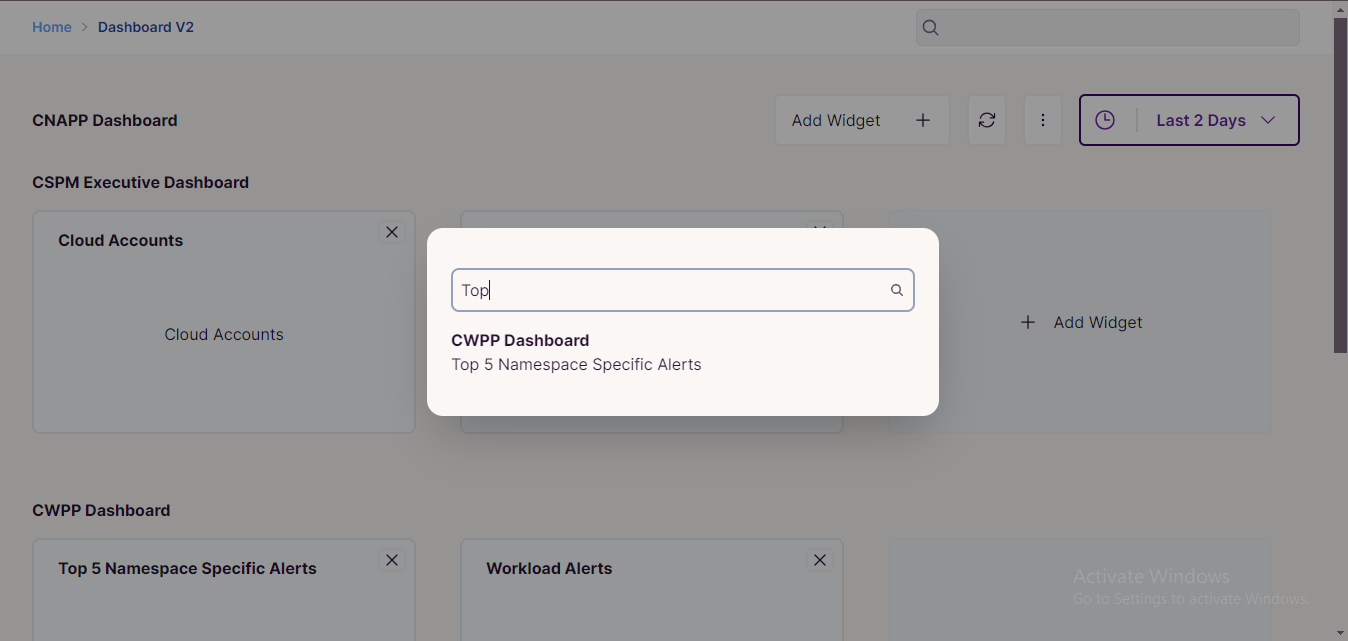 Home > Dashboard V2
CNAPP Dashboard
Add Widget +
Last 2 Days
CSPM Executive Dashboard
Cloud Accounts
Cloud Accounts
+ Add Widget
Top
CWPP Dashboard
Top 5 Namespace Specific Alerts
CWPP Dashboard
Top 5 Namespace Specific Alerts
Workload Alerts
Activate Windows
Go to Settings to activate Windows.